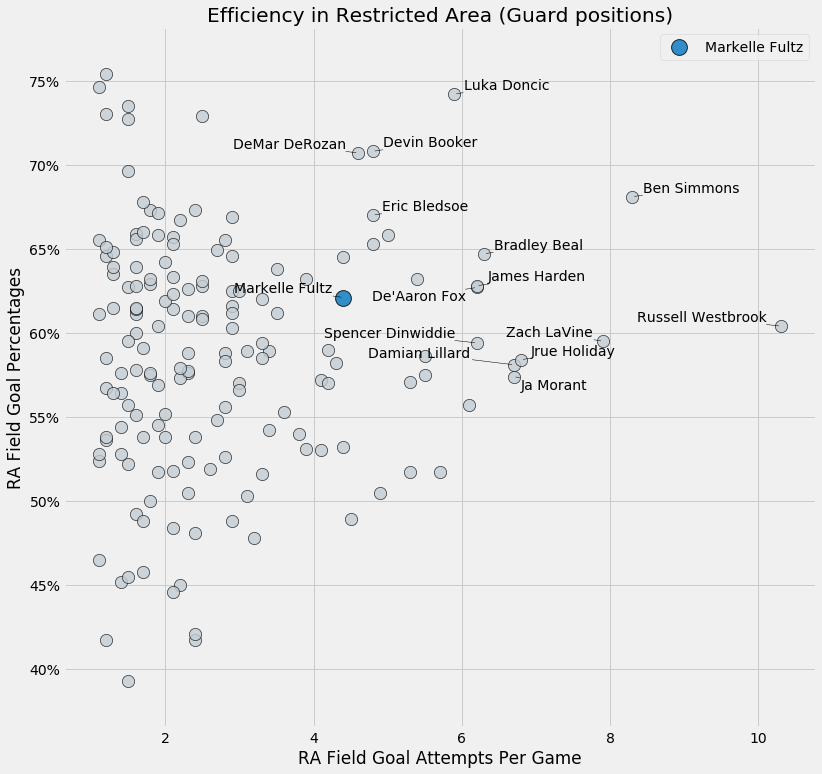 Efficiency in Restricted Area (Guard positions)
Markelle Fultz
75%
Luka Doncic
DeMar DeRozan
Devin Booker
70%
Ben Simmons
Eric Bledsoe
65%
Bradley Beal
James Harden
Markelle Fultz
De'Aaron Fox
Russell Westbrook
60%
Spencer Dinwiddie
Zach LaVine
Damian Lillard
Jrue Holiday
Ja Morant
55%
50%
45%
40%
RA Field Goal Percentages
2 4 6 8 10
RA Field Goal Attempts Per Game